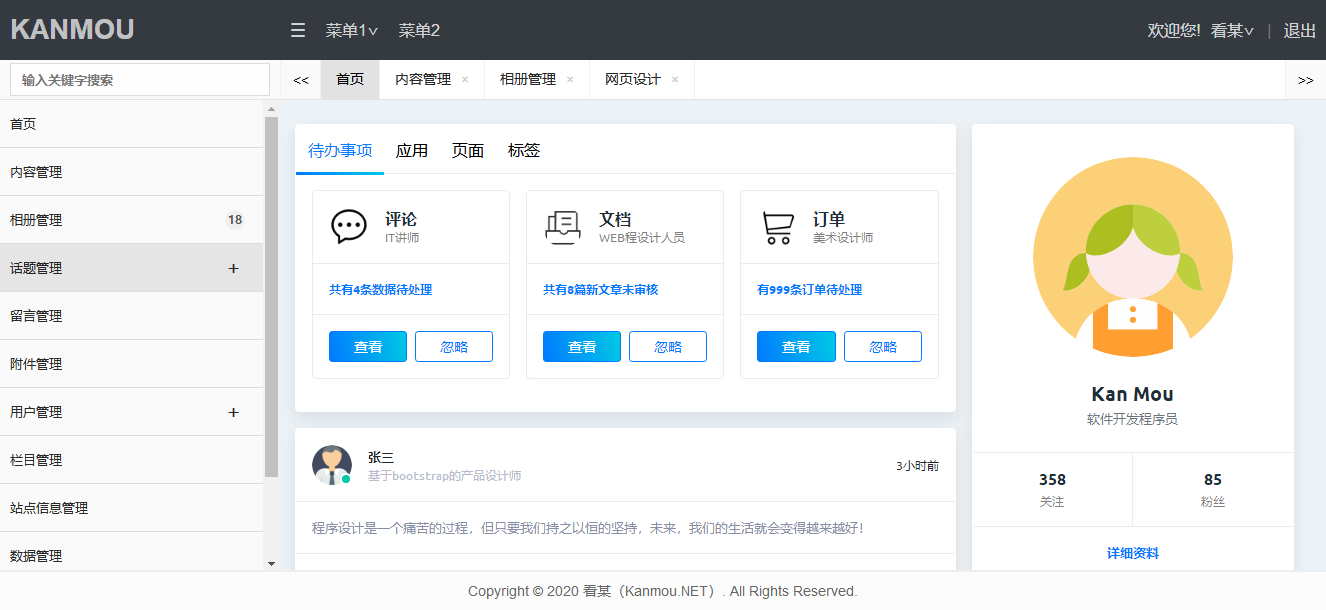 KANMOU ☰ 菜单1∨ 菜单2 欢迎您! 看某∨ | 退出
输入关键字搜索 << 首页 内容管理 × 相册管理 × 网页设计 × >>
首页
内容管理
相册管理 18
话题管理 +
留言管理
附件管理
用户管理 +
栏目管理
站点信息管理
数据管理
待办事项 应用 页面 标签
评论
IT讲师
共有4条数据待处理
查看 忽略
文档
WEB程设计人员
共有8篇新文章未审核
查看 忽略
订单
美术设计师
有999条订单待处理
查看 忽略
张三
基于bootstrap的产品设计师
3小时前
程序设计是一个痛苦的过程，但只要我们持之以恒的坚持，未来，我们的生活就会变得越来越好！
Kan Mou
软件开发程序员
358 85
关注 粉丝
详细资料
Copyright © 2020 看某（Kanmou.NET）. All Rights Reserved.